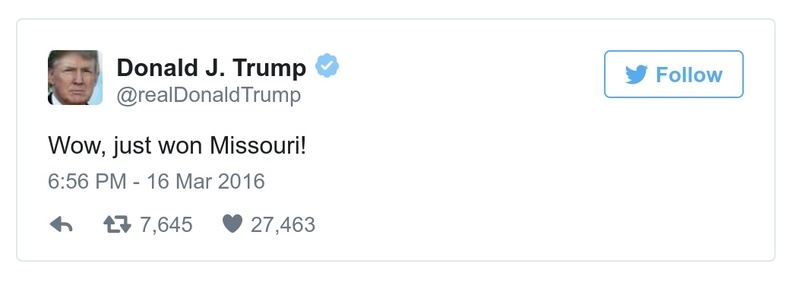 Donald J. Trump
@realDonaldTrump
Follow
Wow, just won Missouri!
6:56 PM - 16 Mar 2016
7,645 27,463